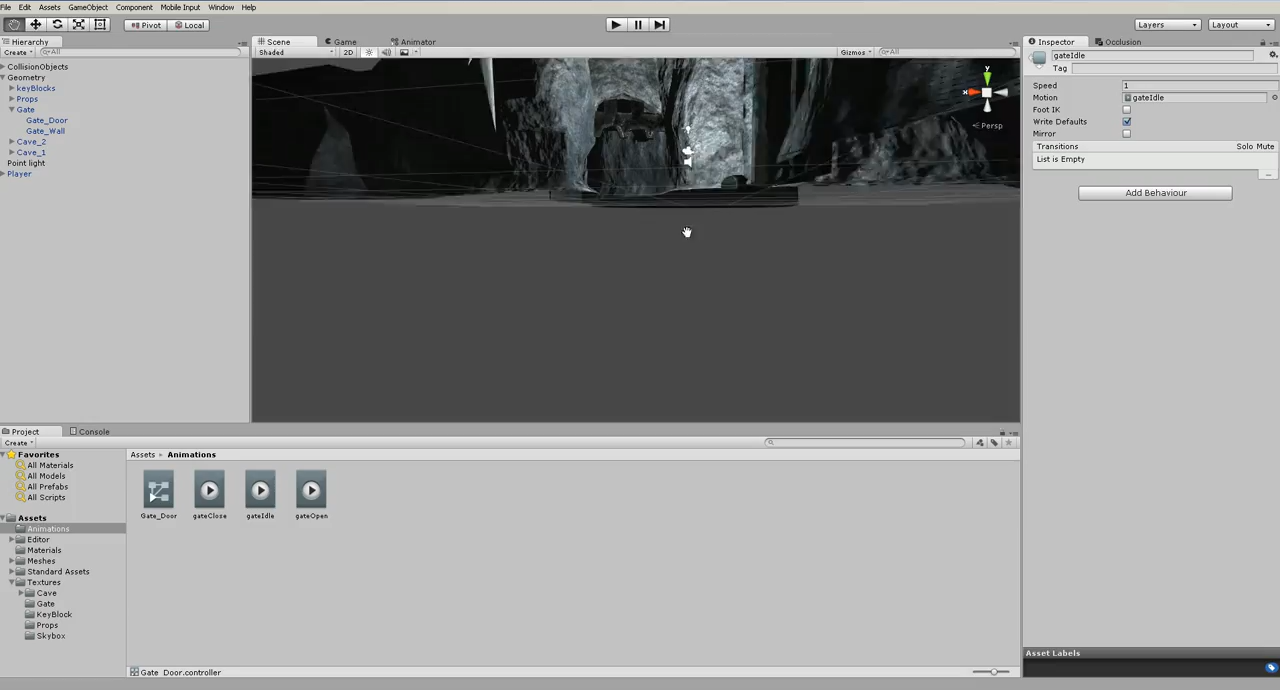 File Edit Assets GameObject Component Mobile Input Window Help
Pivot Local Layers Layout
Hierarchy Scene Game Animator Inspector Occlusion
Create All Shaded 2D Gizmos All gateIdle
Tag
CollisionObjects
Geometry
keyBlocks
Props
Gate
Gate_Door
Gate_Wall
Cave_2
Cave_1
Point light
Player
y
x
Persp
Speed 1
Motion gateIdle
Foot IK
Write Defaults
Mirror
Transitions Solo Mute
List is Empty
Add Behaviour
Project Console
Create
Favorites
All Materials
All Models
All Prefabs
All Scripts
Assets
Animations
Editor
Materials
Meshes
Standard Assets
Textures
Cave
Gate
KeyBlock
Props
Skybox
Assets Animations
Gate_Door gateClose gateIdle gateOpen
Gate_Door.controller
Asset Labels